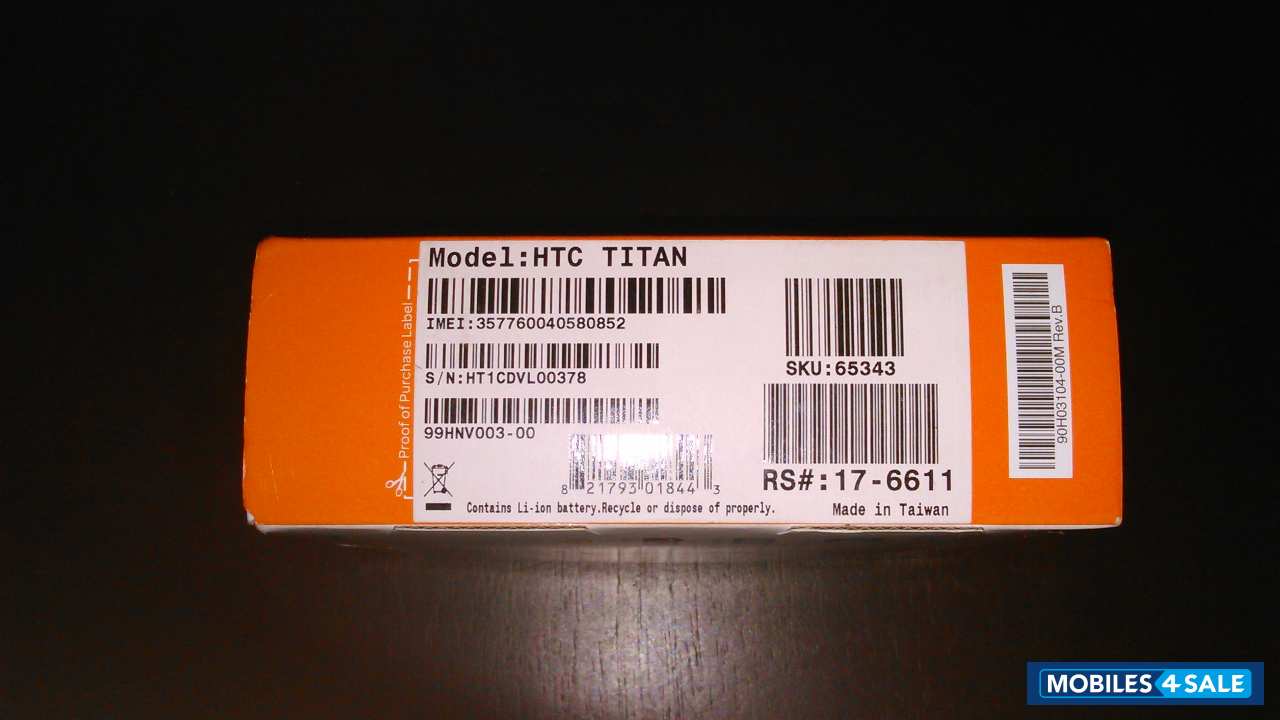 Model:HTC TITAN
IMEI:357760040580852
S/N:HT1CDVL00378
99HNV003-00
8 21793 01844 3
Contains Li-ion battery.Recycle or dispose of properly.
SKU:65343
RS#:17-6611
Made in Taiwan
Proof of Purchase Label
90H03104-00M Rev.B
MOBILES 4 SALE